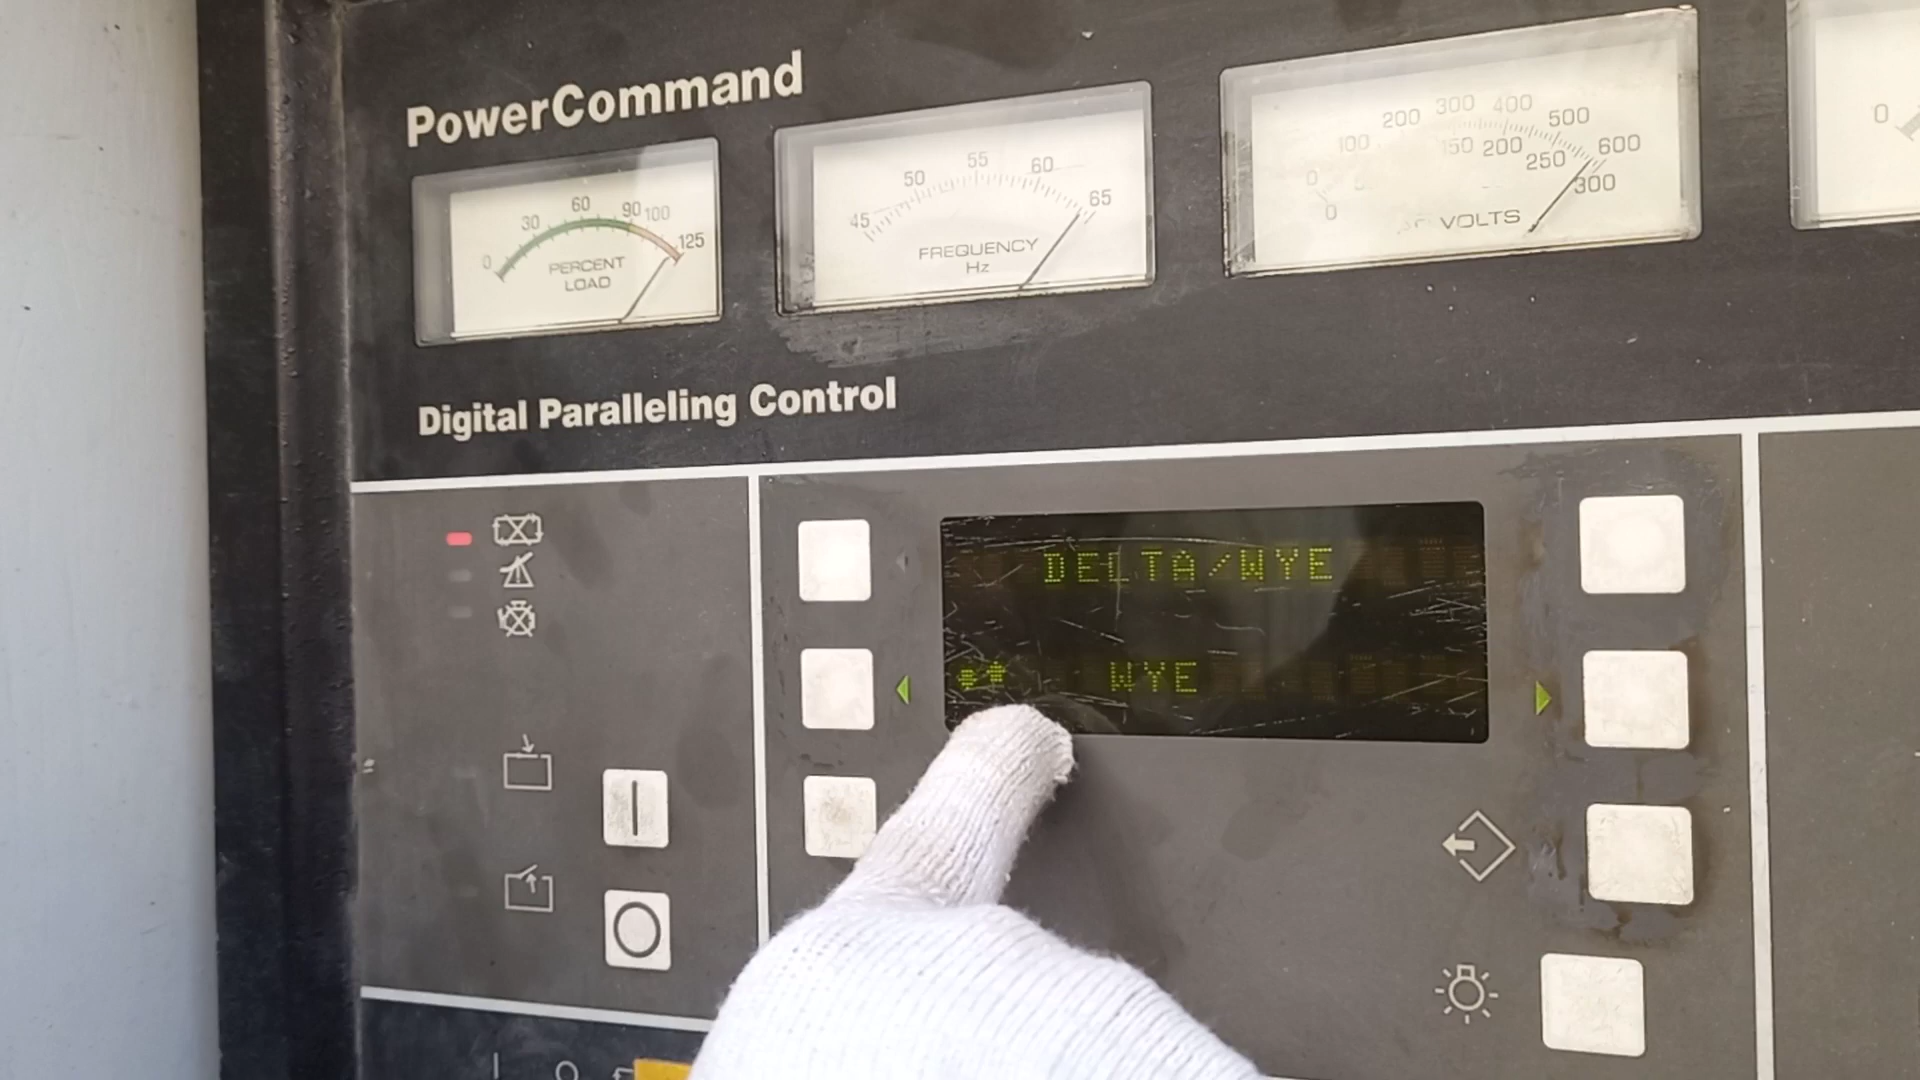 PowerCommand
0 30 60 90 100 125
PERCENT
LOAD
45 50 55 60 65
FREQUENCY
Hz
0 100 200 300 400 500 600
0 150 200 250 300
VOLTS
0
Digital Paralleling Control
DELTA/WYE
WYE